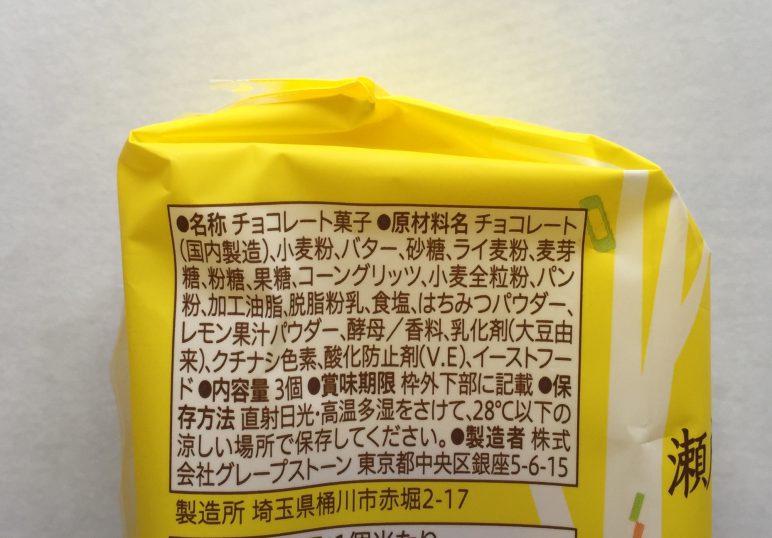 ●名称 チョコレート菓子 ●原材料名 チョコレート
(国内製造)、小麦粉、バター、砂糖、ライ麦粉、麦芽
糖、粉糖、果糖、コーングリッツ、小麦全粒粉、パン
粉、加工油脂、脱脂粉乳、食塩、はちみつパウダー、
レモン果汁パウダー、酵母／香料、乳化剤(大豆由
来)、クチナシ色素、酸化防止剤(V.E)、イーストフー
ド ●内容量 3個 ●賞味期限 枠外下部に記載 ●保
存方法 直射日光・高温多湿をさけて、28℃以下の
涼しい場所で保存してください。●製造者 株式
会社グレープストーン 東京都中央区銀座5-6-15
製造所 埼玉県桶川市赤堀2-17
瀬